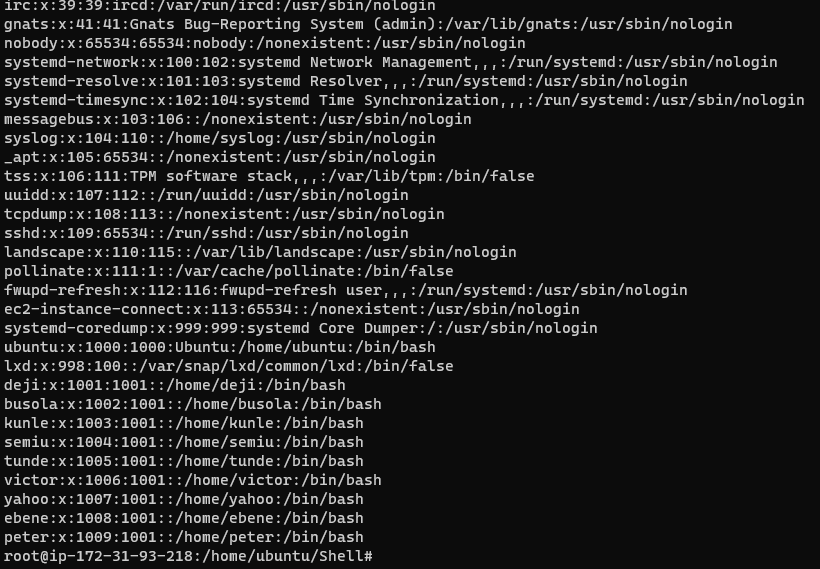 irc:x:39:39:ircd:/var/run/ircd:/usr/sbin/nologin
gnats:x:41:41:Gnats Bug-Reporting System (admin):/var/lib/gnats:/usr/sbin/nologin
nobody:x:65534:65534:nobody:/nonexistent:/usr/sbin/nologin
systemd-network:x:100:102:systemd Network Management,,,:/run/systemd:/usr/sbin/nologin
systemd-resolve:x:101:103:systemd Resolver,,,:/run/systemd:/usr/sbin/nologin
systemd-timesync:x:102:104:systemd Time Synchronization,,,:/run/systemd:/usr/sbin/nologin
messagebus:x:103:106::/nonexistent:/usr/sbin/nologin
syslog:x:104:110::/home/syslog:/usr/sbin/nologin
_apt:x:105:65534::/nonexistent:/usr/sbin/nologin
tss:x:106:111:TPM software stack,,,:/var/lib/tpm:/bin/false
uuidd:x:107:112::/run/uuidd:/usr/sbin/nologin
tcpdump:x:108:113::/nonexistent:/usr/sbin/nologin
sshd:x:109:65534::/run/sshd:/usr/sbin/nologin
landscape:x:110:115::/var/lib/landscape:/usr/sbin/nologin
pollinate:x:111:1::/var/cache/pollinate:/bin/false
fwupd-refresh:x:112:116:fwupd-refresh user,,,:/run/systemd:/usr/sbin/nologin
ec2-instance-connect:x:113:65534::/nonexistent:/usr/sbin/nologin
systemd-coredump:x:999:999:systemd Core Dumper:/:/usr/sbin/nologin
ubuntu:x:1000:1000:Ubuntu:/home/ubuntu:/bin/bash
lxd:x:998:100::/var/snap/lxd/common/lxd:/bin/false
deji:x:1001:1001::/home/deji:/bin/bash
busola:x:1002:1001::/home/busola:/bin/bash
kunle:x:1003:1001::/home/kunle:/bin/bash
semiu:x:1004:1001::/home/semiu:/bin/bash
tunde:x:1005:1001::/home/tunde:/bin/bash
victor:x:1006:1001::/home/victor:/bin/bash
yahoo:x:1007:1001::/home/yahoo:/bin/bash
ebene:x:1008:1001::/home/ebene:/bin/bash
peter:x:1009:1001::/home/peter:/bin/bash
root@ip-172-31-93-218:/home/ubuntu/Shell#